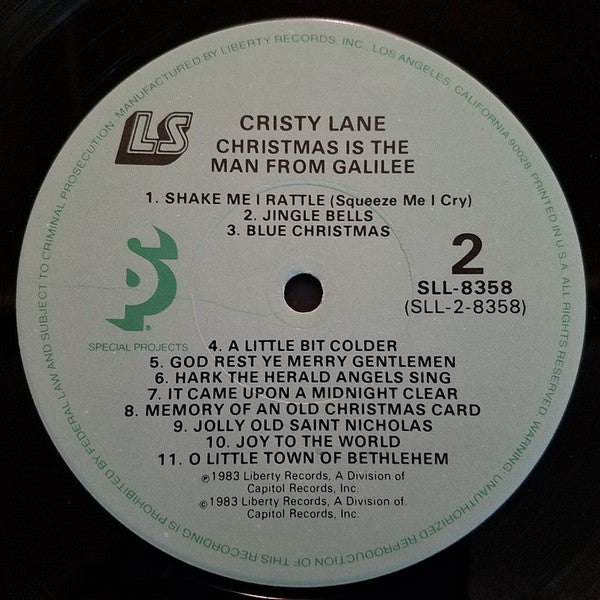 MANUFACTURED BY LIBERTY RECORDS, INC., LOS ANGELES, CALIFORNIA 90028. PRINTED IN U.S.A. ALL RIGHTS RESERVED. WARNING: UNAUTHORIZED REPRODUCTION OF THIS RECORDING IS PROHIBITED BY FEDERAL LAW AND SUBJECT TO CRIMINAL PROSECUTION.
LS
CRISTY LANE
CHRISTMAS IS THE
MAN FROM GALILEE
1. SHAKE ME I RATTLE (Squeeze Me I Cry)
2. JINGLE BELLS
3. BLUE CHRISTMAS
2
SLL-8358
(SLL-2-8358)
SP®
SPECIAL PROJECTS
4. A LITTLE BIT COLDER
5. GOD REST YE MERRY GENTLEMEN
6. HARK THE HERALD ANGELS SING
7. IT CAME UPON A MIDNIGHT CLEAR
8. MEMORY OF AN OLD CHRISTMAS CARD
9. JOLLY OLD SAINT NICHOLAS
10. JOY TO THE WORLD
11. O LITTLE TOWN OF BETHLEHEM
℗1983 Liberty Records, A Division of
Capitol Records, Inc.
©1983 Liberty Records, A Division of
Capitol Records, Inc.